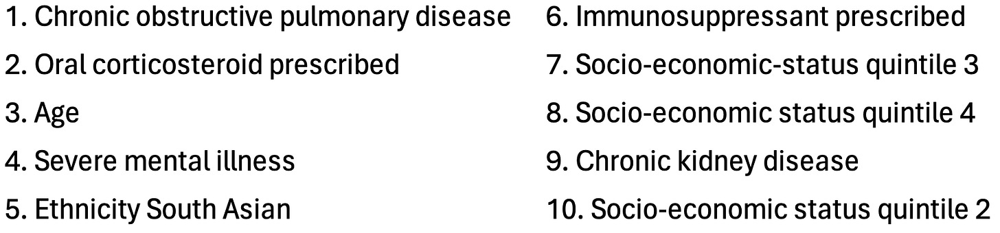 1. Chronic obstructive pulmonary disease
2. Oral corticosteroid prescribed
3. Age
4. Severe mental illness
5. Ethnicity South Asian
6. Immunosuppressant prescribed
7. Socio-economic-status quintile 3
8. Socio-economic status quintile 4
9. Chronic kidney disease
10. Socio-economic status quintile 2